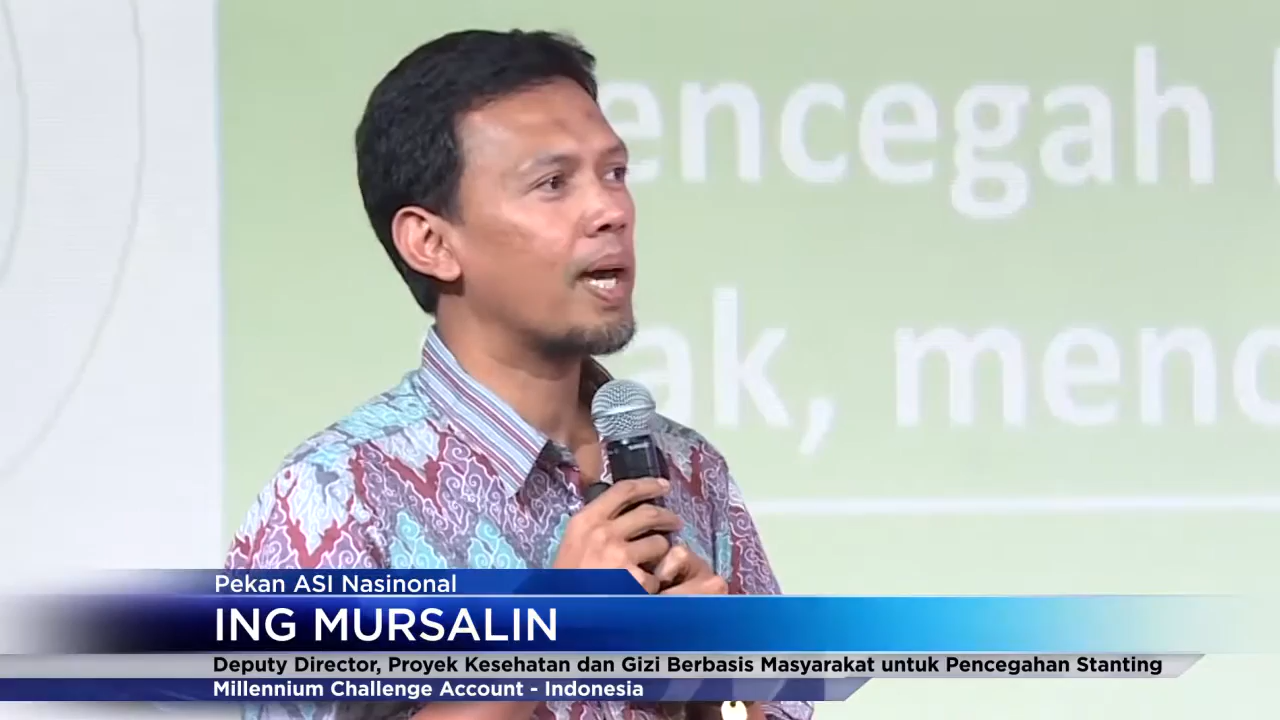 encegah
ak, menc
Pekan ASI Nasinonal
ING MURSALIN
Deputy Director, Proyek Kesehatan dan Gizi Berbasis Masyarakat untuk Pencegahan Stanting
Millennium Challenge Account - Indonesia